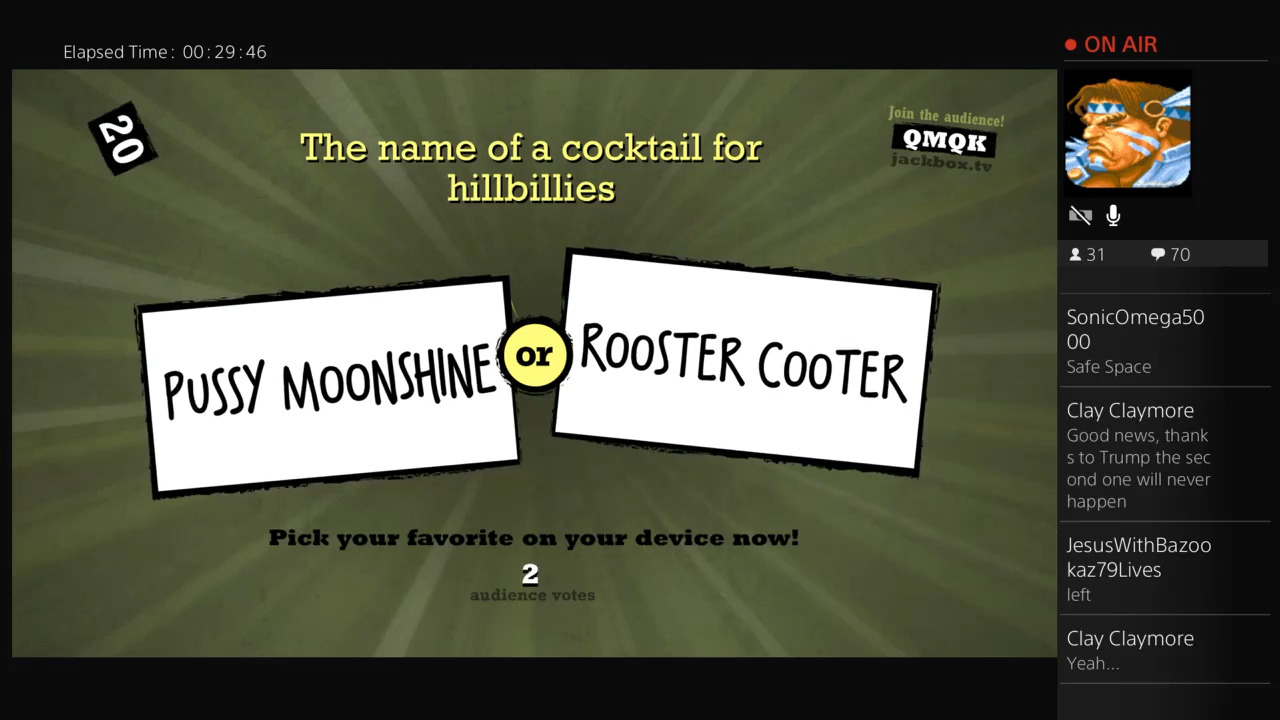 Elapsed Time: 00:29:46
20
The name of a cocktail for
hillbillies
Join the audience!
QMQK
jackbox.tv
PUSSY MOONSHINE
or
ROOSTER COOTER
Pick your favorite on your device now!
2
audience votes
ON AIR
31
70
SonicOmega50
00
Safe Space
Clay Claymore
Good news, thank
s to Trump the sec
ond one will never
happen
JesusWithBazoo
kaz79Lives
left
Clay Claymore
Yeah...